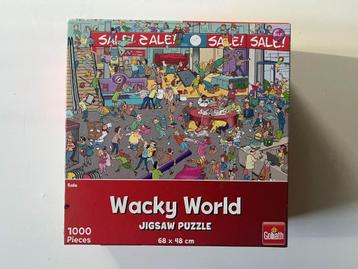 SALE! SALE! SALE! SALE!
Sale
Wacky World
JIGSAW PUZZLE
68 x 48 cm
1000
Pieces
Goliath